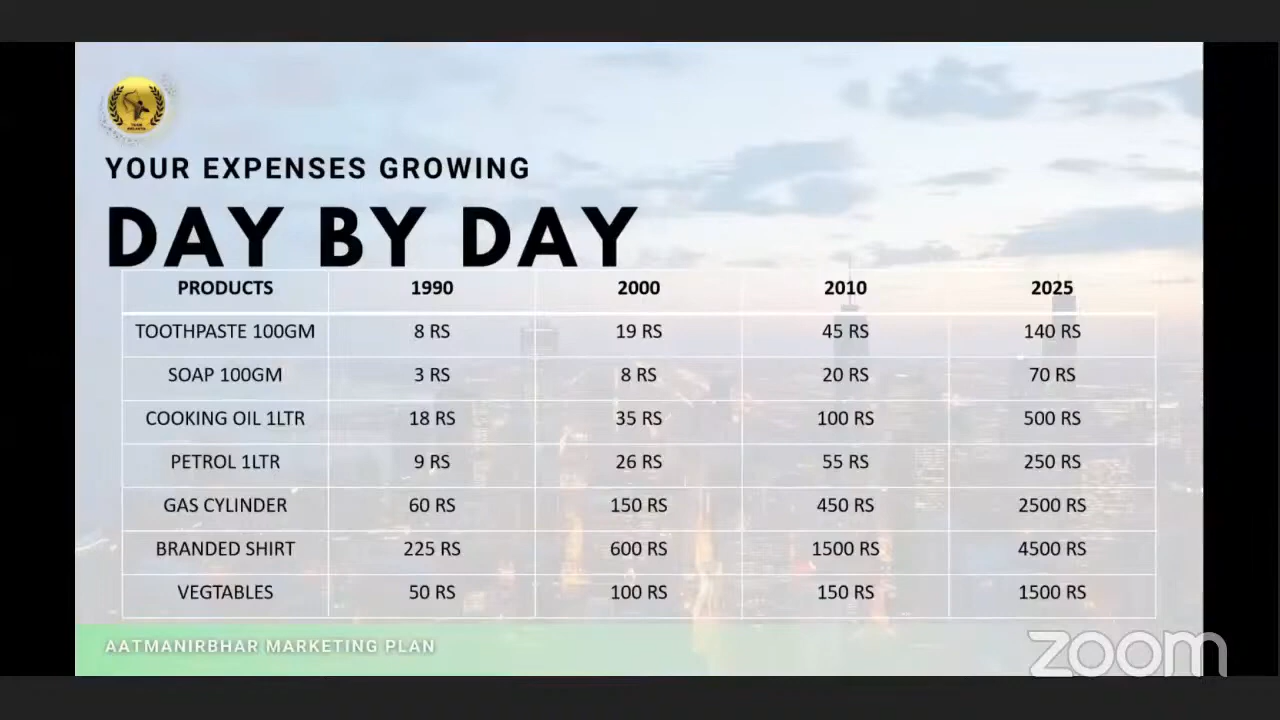 YOUR EXPENSES GROWING
DAY BY DAY
PRODUCTS 1990 2000 2010 2025
TOOTHPASTE 100GM 8 RS 19 RS 45 RS 140 RS
SOAP 100GM 3 RS 8 RS 20 RS 70 RS
COOKING OIL 1LTR 18 RS 35 RS 100 RS 500 RS
PETROL 1LTR 9 RS 26 RS 55 RS 250 RS
GAS CYLINDER 60 RS 150 RS 450 RS 2500 RS
BRANDED SHIRT 225 RS 600 RS 1500 RS 4500 RS
VEGTABLES 50 RS 100 RS 150 RS 1500 RS
AATMANIRBHAR MARKETING PLAN
zoom